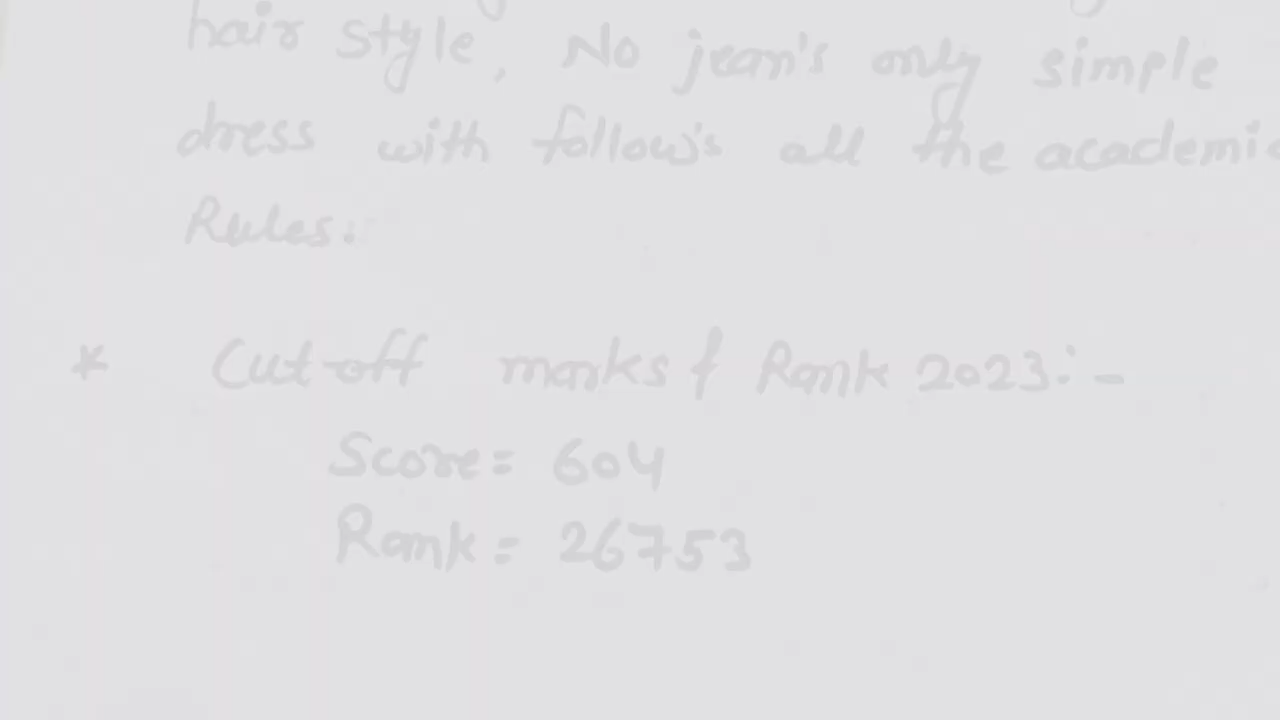 hair style, No jean's only simple
dress with follow's all the academic
Rules.
* Cut-off marks & Rank 2023:-
Score = 604
Rank = 26753